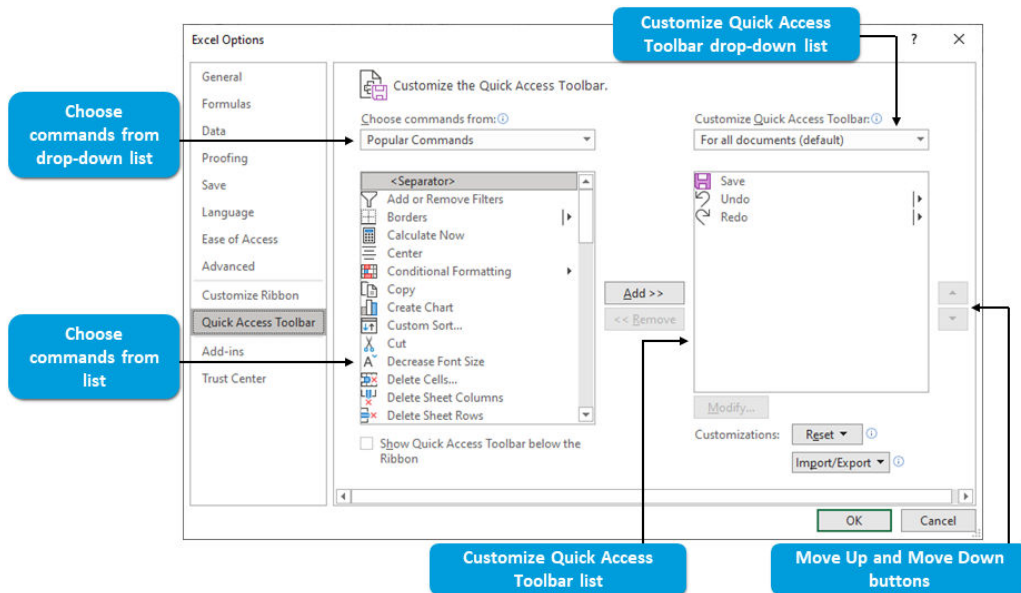 Customize Quick Access
Toolbar drop-down list
Excel Options
?
General
Formulas
Data
Proofing
Save
Language
Ease of Access
Advanced
Customize Ribbon
Quick Access Toolbar
Add-ins
Trust Center
Choose
commands from
drop-down list
Choose
commands from
list
Customize the Quick Access Toolbar.
Choose commands from:
Popular Commands
<Separator>
Add or Remove Filters
Borders
Calculate Now
Center
Conditional Formatting
Copy
Create Chart
Custom Sort...
Cut
Decrease Font Size
Delete Cells...
Delete Sheet Columns
Delete Sheet Rows
Show Quick Access Toolbar below the
Ribbon
Add >>
<< Remove
Customize Quick Access Toolbar:
For all documents (default)
Save
Undo
Redo
Modify...
Customizations:
Reset
Import/Export
OK
Cancel
Customize Quick Access
Toolbar list
Move Up and Move Down
buttons